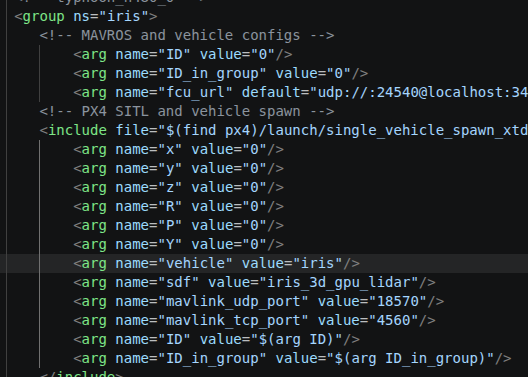 <group ns="iris">
<!-- MAVROS and vehicle configs -->
<arg name="ID" value="0"/>
<arg name="ID_in_group" value="0"/>
<arg name="fcu_url" default="udp://:24540@localhost:34
<!-- PX4 SITL and vehicle spawn -->
<include file="$(find px4)/launch/single_vehicle_spawn_xtd
<arg name="x" value="0"/>
<arg name="y" value="0"/>
<arg name="z" value="0"/>
<arg name="R" value="0"/>
<arg name="P" value="0"/>
<arg name="Y" value="0"/>
<arg name="vehicle" value="iris"/>
<arg name="sdf" value="iris_3d_gpu_lidar"/>
<arg name="mavlink_udp_port" value="18570"/>
<arg name="mavlink_tcp_port" value="4560"/>
<arg name="ID" value="$(arg ID)"/>
<arg name="ID_in_group" value="$(arg ID_in_group)"/>
</include>